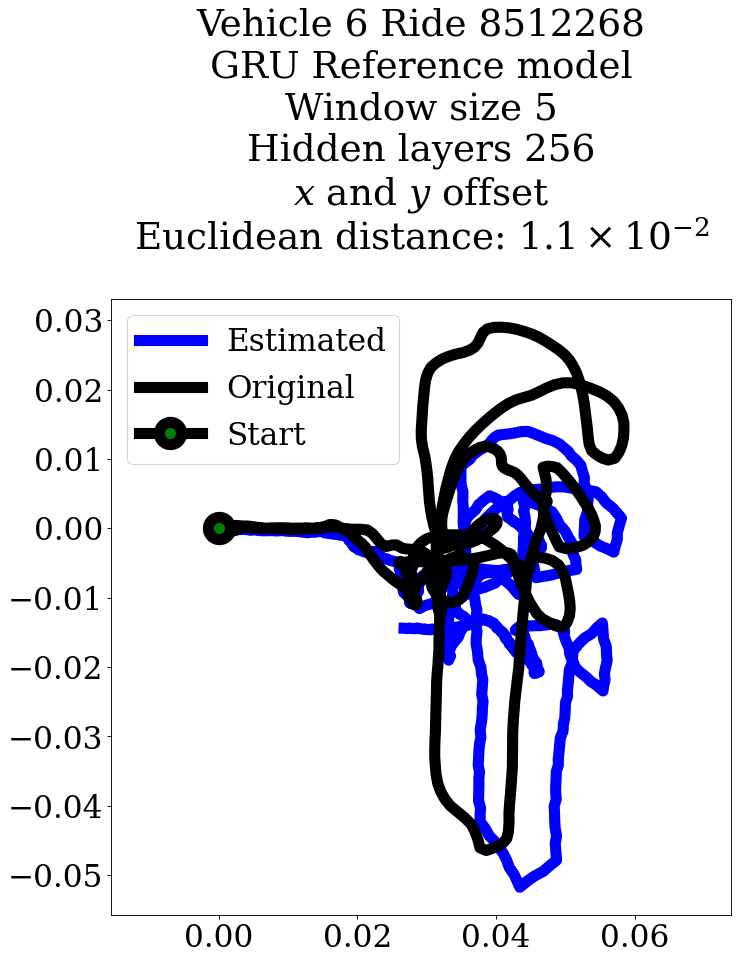 Vehicle 6 Ride 8512268
GRU Reference model
Window size 5
Hidden layers 256
x and y offset
Euclidean distance: 1.1 × 10⁻²
Estimated
Original
Start
0.03
0.02
0.01
0.00
−0.01
−0.02
−0.03
−0.04
−0.05
0.00 0.02 0.04 0.06